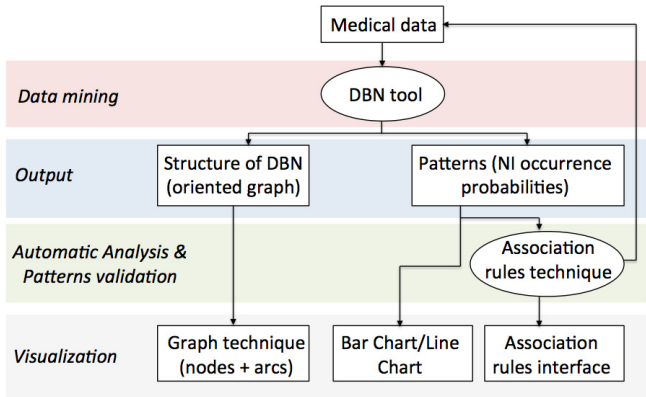 Medical data
Data mining
DBN tool
Output
Structure of DBN
(oriented graph)
Patterns (NI occurrence
probabilities)
Automatic Analysis &
Patterns validation
Association
rules technique
Visualization
Graph technique
(nodes + arcs)
Bar Chart/Line
Chart
Association
rules interface